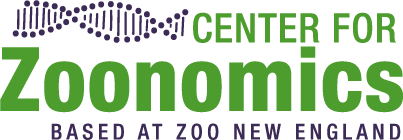 CENTER FOR
Zoonomics
BASED AT ZOO NEW ENGLAND